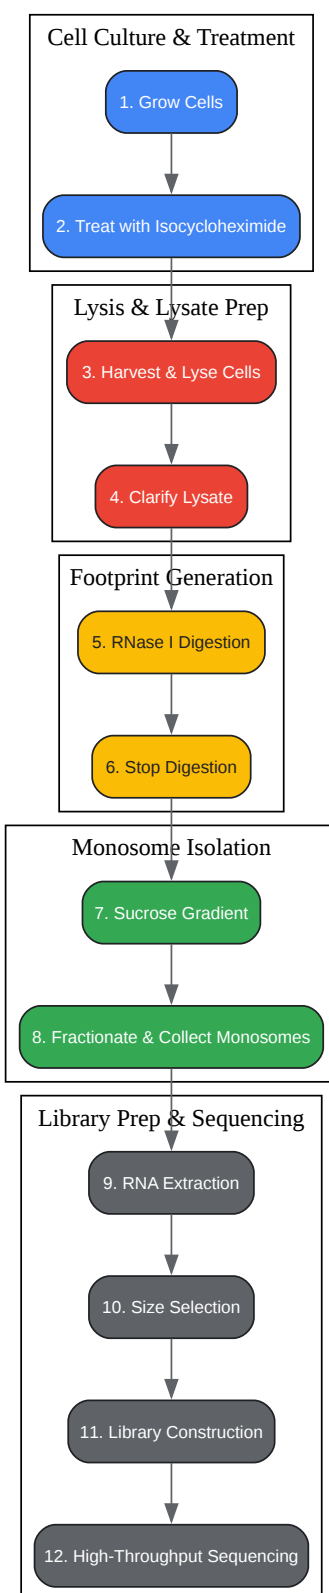 Cell Culture & Treatment
1. Grow Cells
2. Treat with Isocycloheximide
Lysis & Lysate Prep
3. Harvest & Lyse Cells
4. Clarify Lysate
Footprint Generation
5. RNase I Digestion
6. Stop Digestion
Monosome Isolation
7. Sucrose Gradient
8. Fractionate & Collect Monosomes
Library Prep & Sequencing
9. RNA Extraction
10. Size Selection
11. Library Construction
12. High-Throughput Sequencing